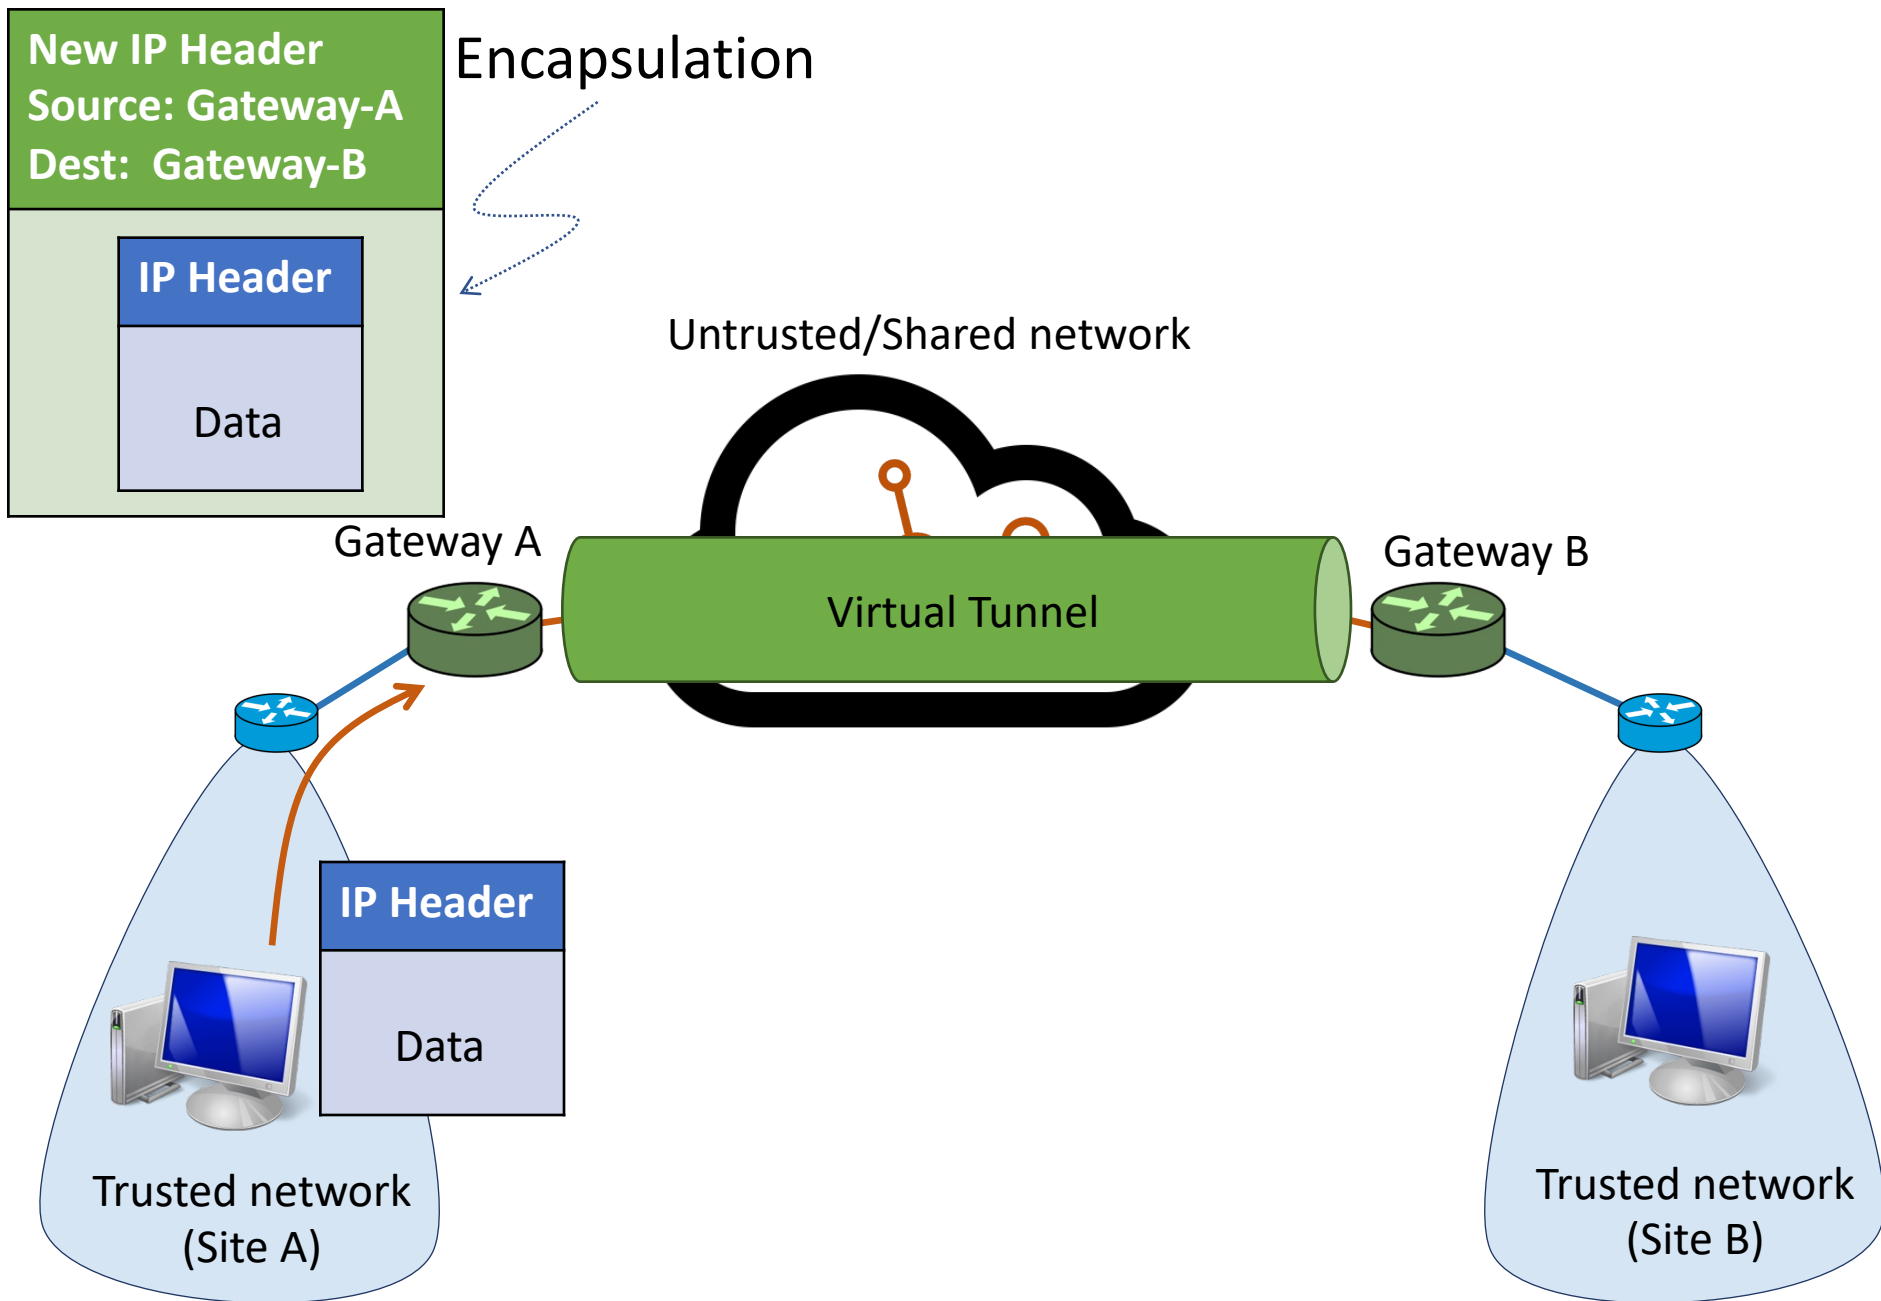 New IP Header
Source: Gateway-A
Dest: Gateway-B
Encapsulation
IP Header
Data
Untrusted/Shared network
Gateway A
Virtual Tunnel
Gateway B
IP Header
Data
Trusted network
(Site A)
Trusted network
(Site B)